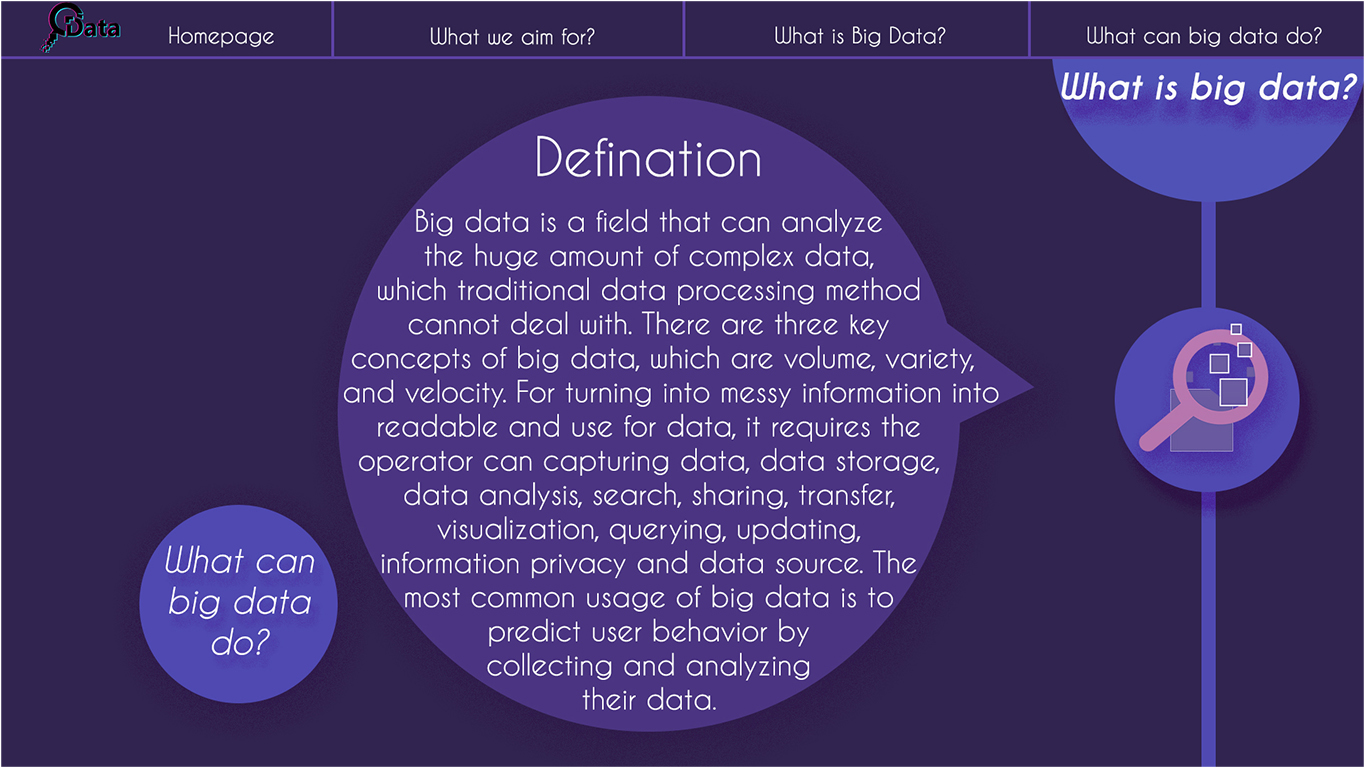 Data
Homepage
What we aim for?
What is Big Data?
What can big data do?
What is big data?
Defination
Big data is a field that can analyze
the huge amount of complex data,
which traditional data processing method
cannot deal with. There are three key
concepts of big data, which are volume, variety,
and velocity. For turning into messy information into
readable and use for data, it requires the
operator can capturing data, data storage,
data analysis, search, sharing, transfer,
visualization, querying, updating,
information privacy and data source. The
most common usage of big data is to
predict user behavior by
collecting and analyzing
their data.
What can
big data
do?